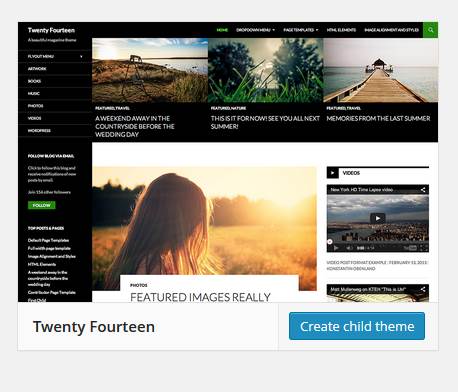 Twenty Fourteen
A beautiful magazine theme
HOME DROPDOWN MENU PAGE TEMPLATES HTML ELEMENTS IMAGE ALIGNMENT AND STYLES
FLYOUT MENU
ARTWORK
SOCKS
MUSIC
PHOTOS
VIDEOS
WORDPRESS
FEATURED, TRAVEL
A WEEKEND AWAY IN THE
COUNTRYSIDE BEFORE THE
WEDDING DAY
FEATURED, NATURE
THIS IS IT FOR NOW! SEE YOU ALL NEXT
SUMMER!
FEATURED, TRAVEL
MEMORIES FROM THE LAST SUMMER
FOLLOW BLOG VIA EMAIL
Click to follow this blog and
receive notifications of new
posts by email.
Join 156 other followers
FOLLOW
TOP POSTS & PAGES
Default Page Templates
Full-width page template
Image Alignment and Styles
HTML Elements
A weekend away in the
countryside before the
wedding day
Contributor Page Template
First Child
PHOTOS
FEATURED IMAGES REALLY
VIDEOS
New York HD Time Lapse video
VIDEO POST FORMAT EXAMPLE
FEBRUARY 13, 2013
KONSTANTIN OBENLAND
Matt Mullenweg on KTEH "This is Us!"
Twenty Fourteen
Create child theme